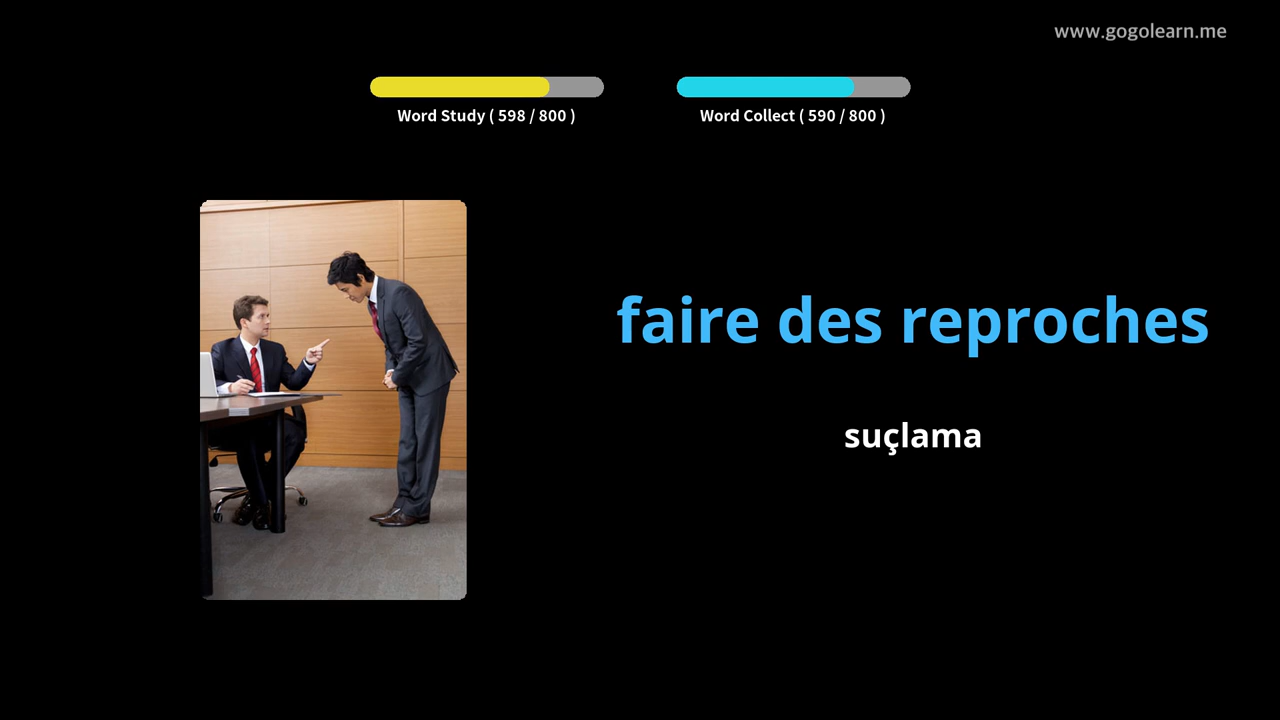 www.gogolearn.me
Word Study ( 598 / 800 )
Word Collect ( 590 / 800 )
faire des reproches
suçlama